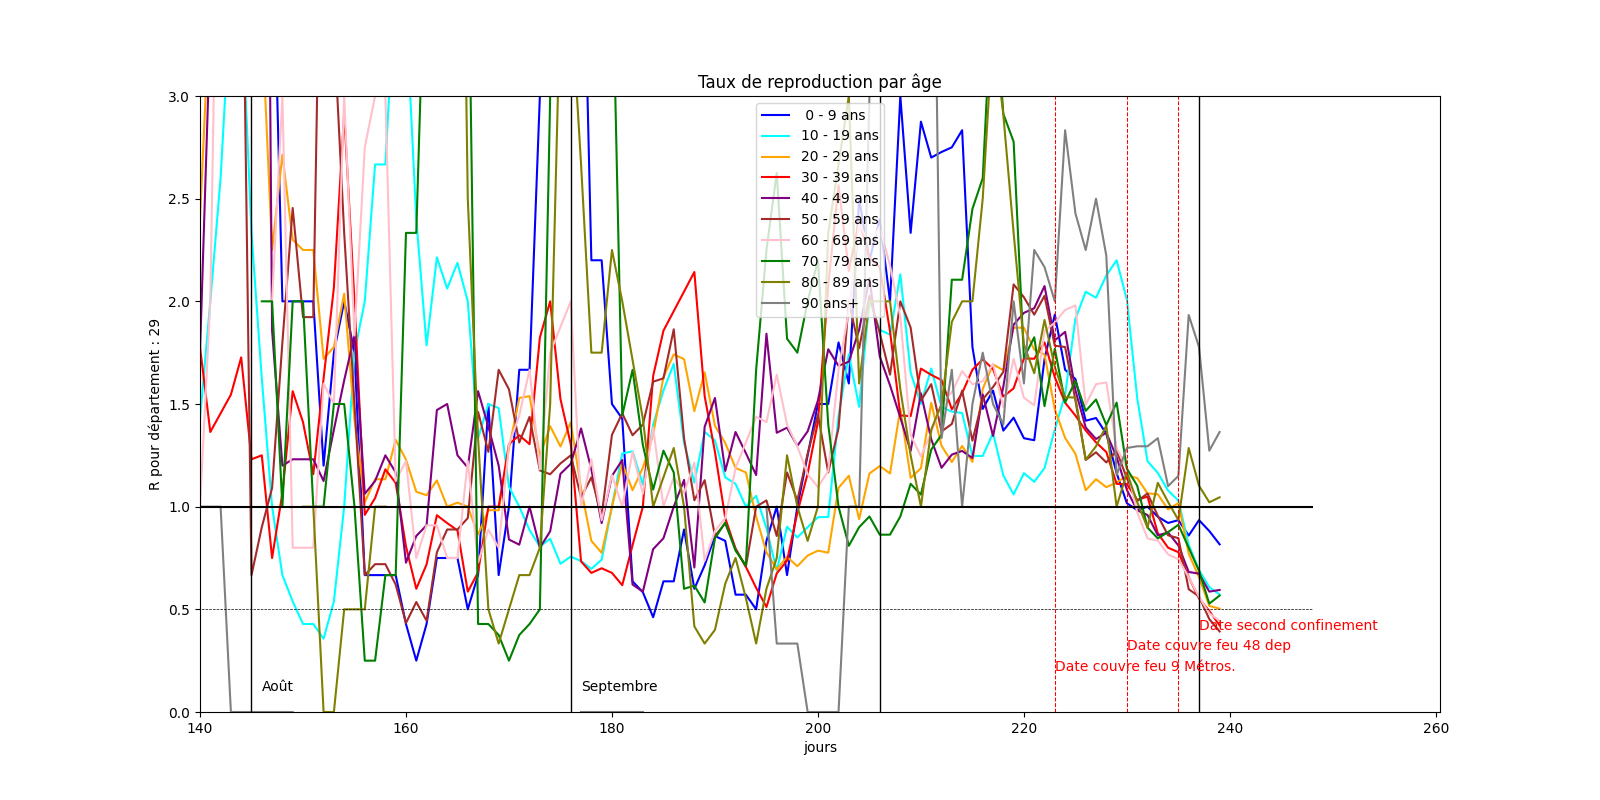 Taux de reproduction par âge
R pour département : 29
3.0
2.5
2.0
1.5
1.0
0.5
0.0
0 - 9 ans
10 - 19 ans
20 - 29 ans
30 - 39 ans
40 - 49 ans
50 - 59 ans
60 - 69 ans
70 - 79 ans
80 - 89 ans
90 ans+
Date second confinement
Date couvre feu 48 dep
Date couvre feu 9 Métros.
Août
Septembre
140
160
180
200
220
240
260
jours